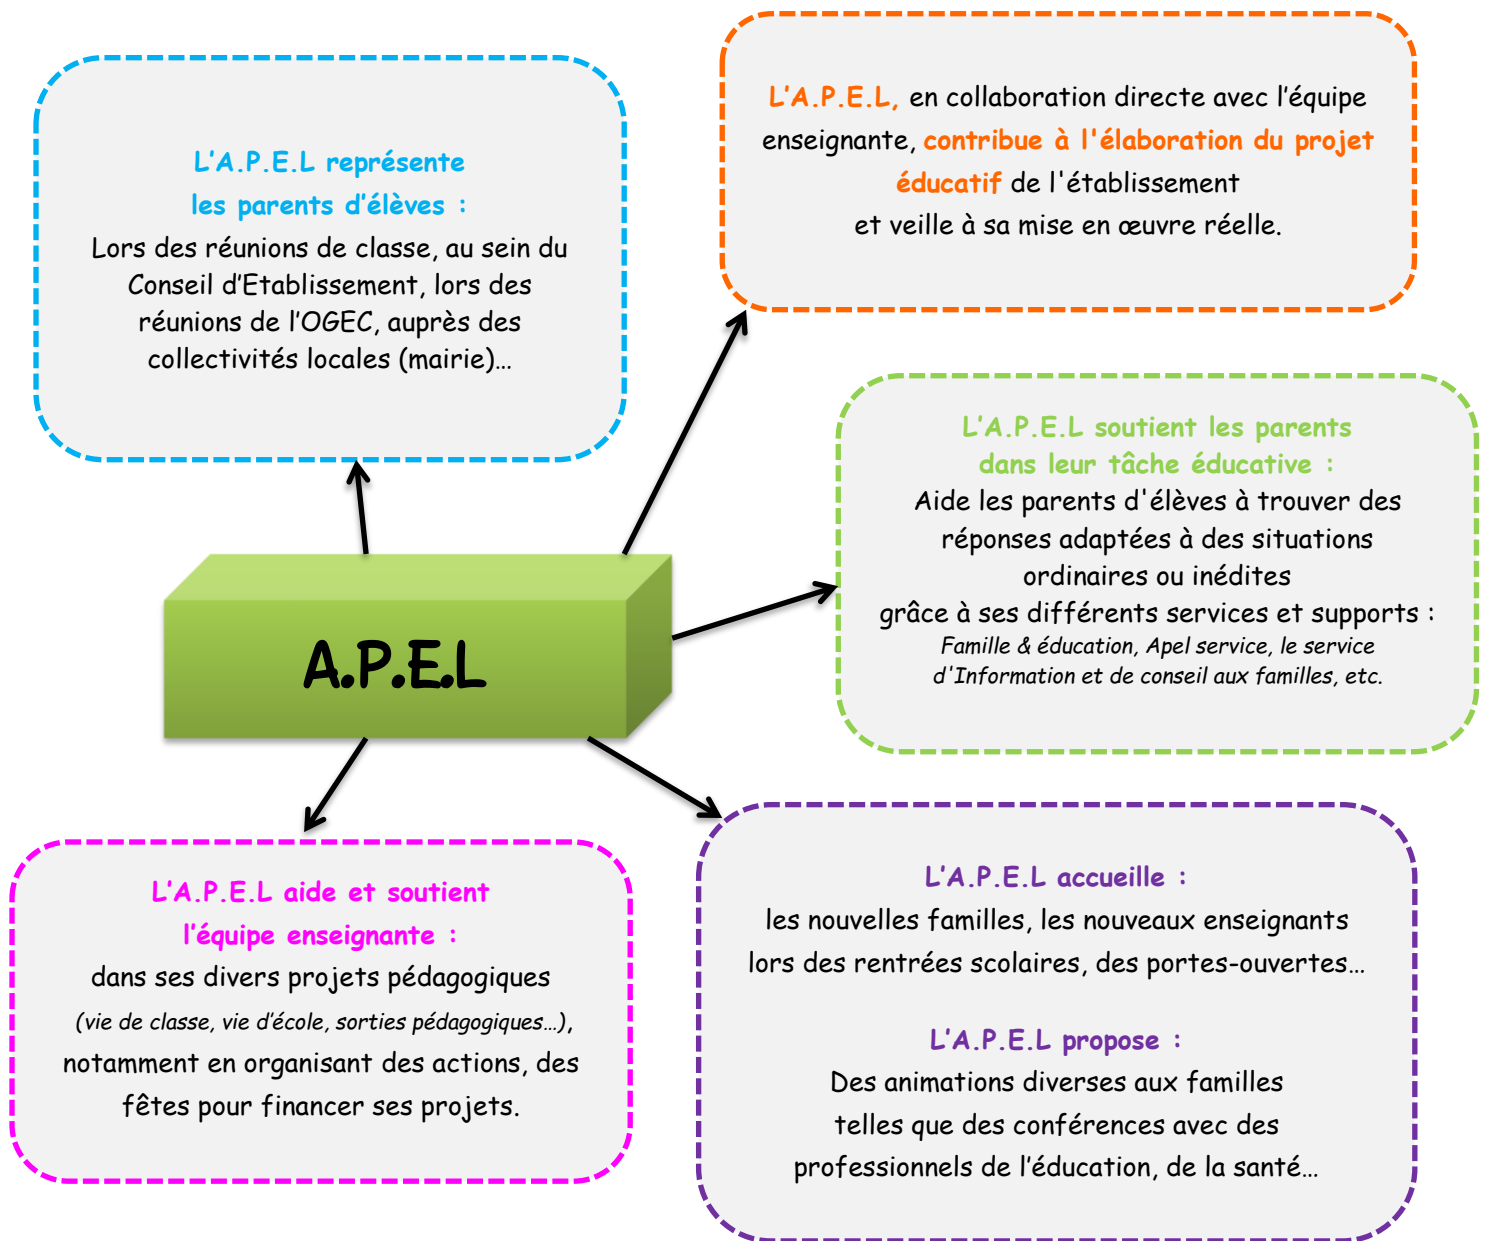 L'A.P.E.L représente
les parents d'élèves :
Lors des réunions de classe, au sein du
Conseil d'Etablissement, lors des
réunions de l'OGEC, auprès des
collectivités locales (mairie)…
L'A.P.E.L, en collaboration directe avec l'équipe
enseignante, contribue à l'élaboration du projet
éducatif de l'établissement
et veille à sa mise en œuvre réelle.
L'A.P.E.L soutient les parents
dans leur tâche éducative :
Aide les parents d'élèves à trouver des
réponses adaptées à des situations
ordinaires ou inédites
grâce à ses différents services et supports :
Famille & éducation, Apel service, le service
d'Information et de conseil aux familles, etc.
A.P.E.L
L'A.P.E.L aide et soutient
l'équipe enseignante :
dans ses divers projets pédagogiques
(vie de classe, vie d'école, sorties pédagogiques…),
notamment en organisant des actions, des
fêtes pour financer ses projets.
L'A.P.E.L accueille :
les nouvelles familles, les nouveaux enseignants
lors des rentrées scolaires, des portes-ouvertes…
L'A.P.E.L propose :
Des animations diverses aux familles
telles que des conférences avec des
professionnels de l'éducation, de la santé…